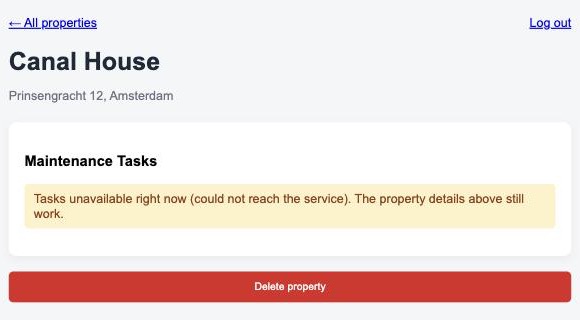 ← All properties
Log out
Canal House
Prinsengracht 12, Amsterdam
Maintenance Tasks
Tasks unavailable right now (could not reach the service). The property details above still
work.
Delete property